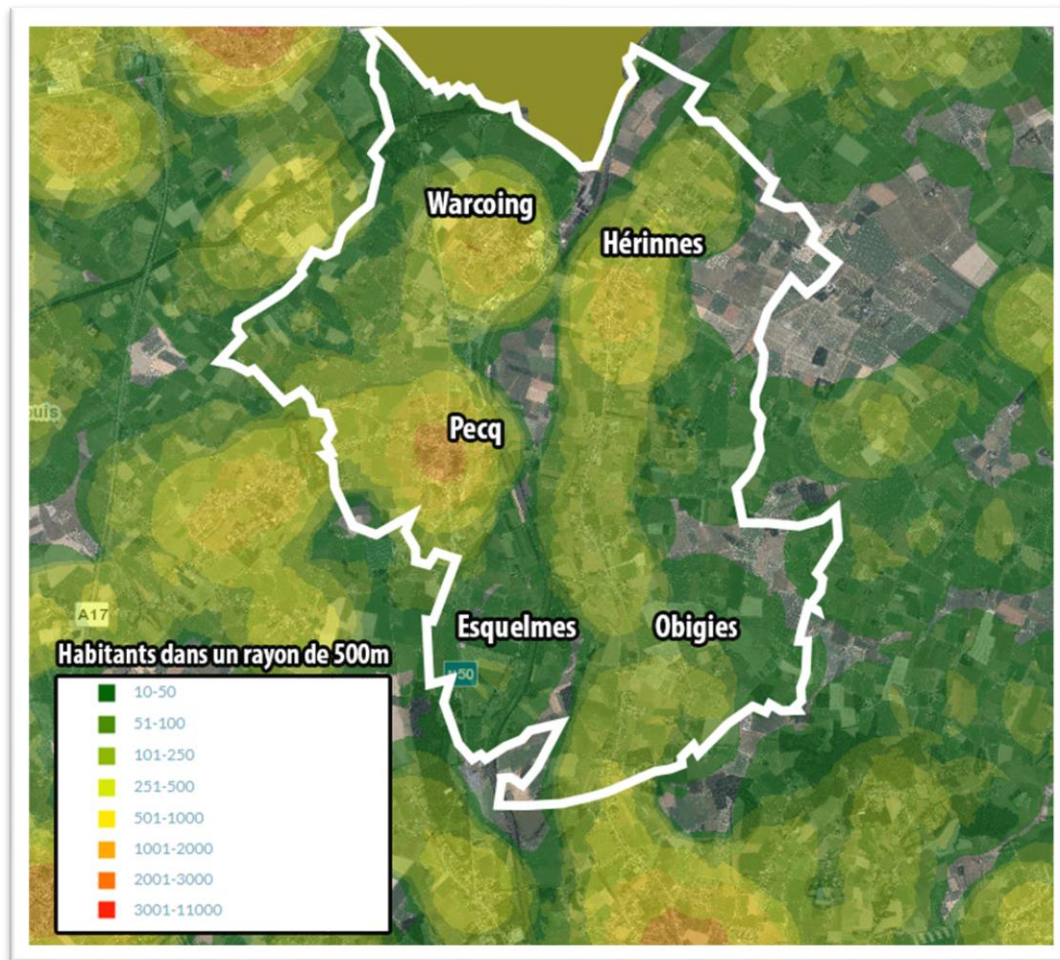 Warcoing
Hérinnes
Pecq
Esquelmes
Obigies
A17
Habitants dans un rayon de 500m
10-50
51-100
101-250
251-500
501-1000
1001-2000
2001-3000
3001-11000